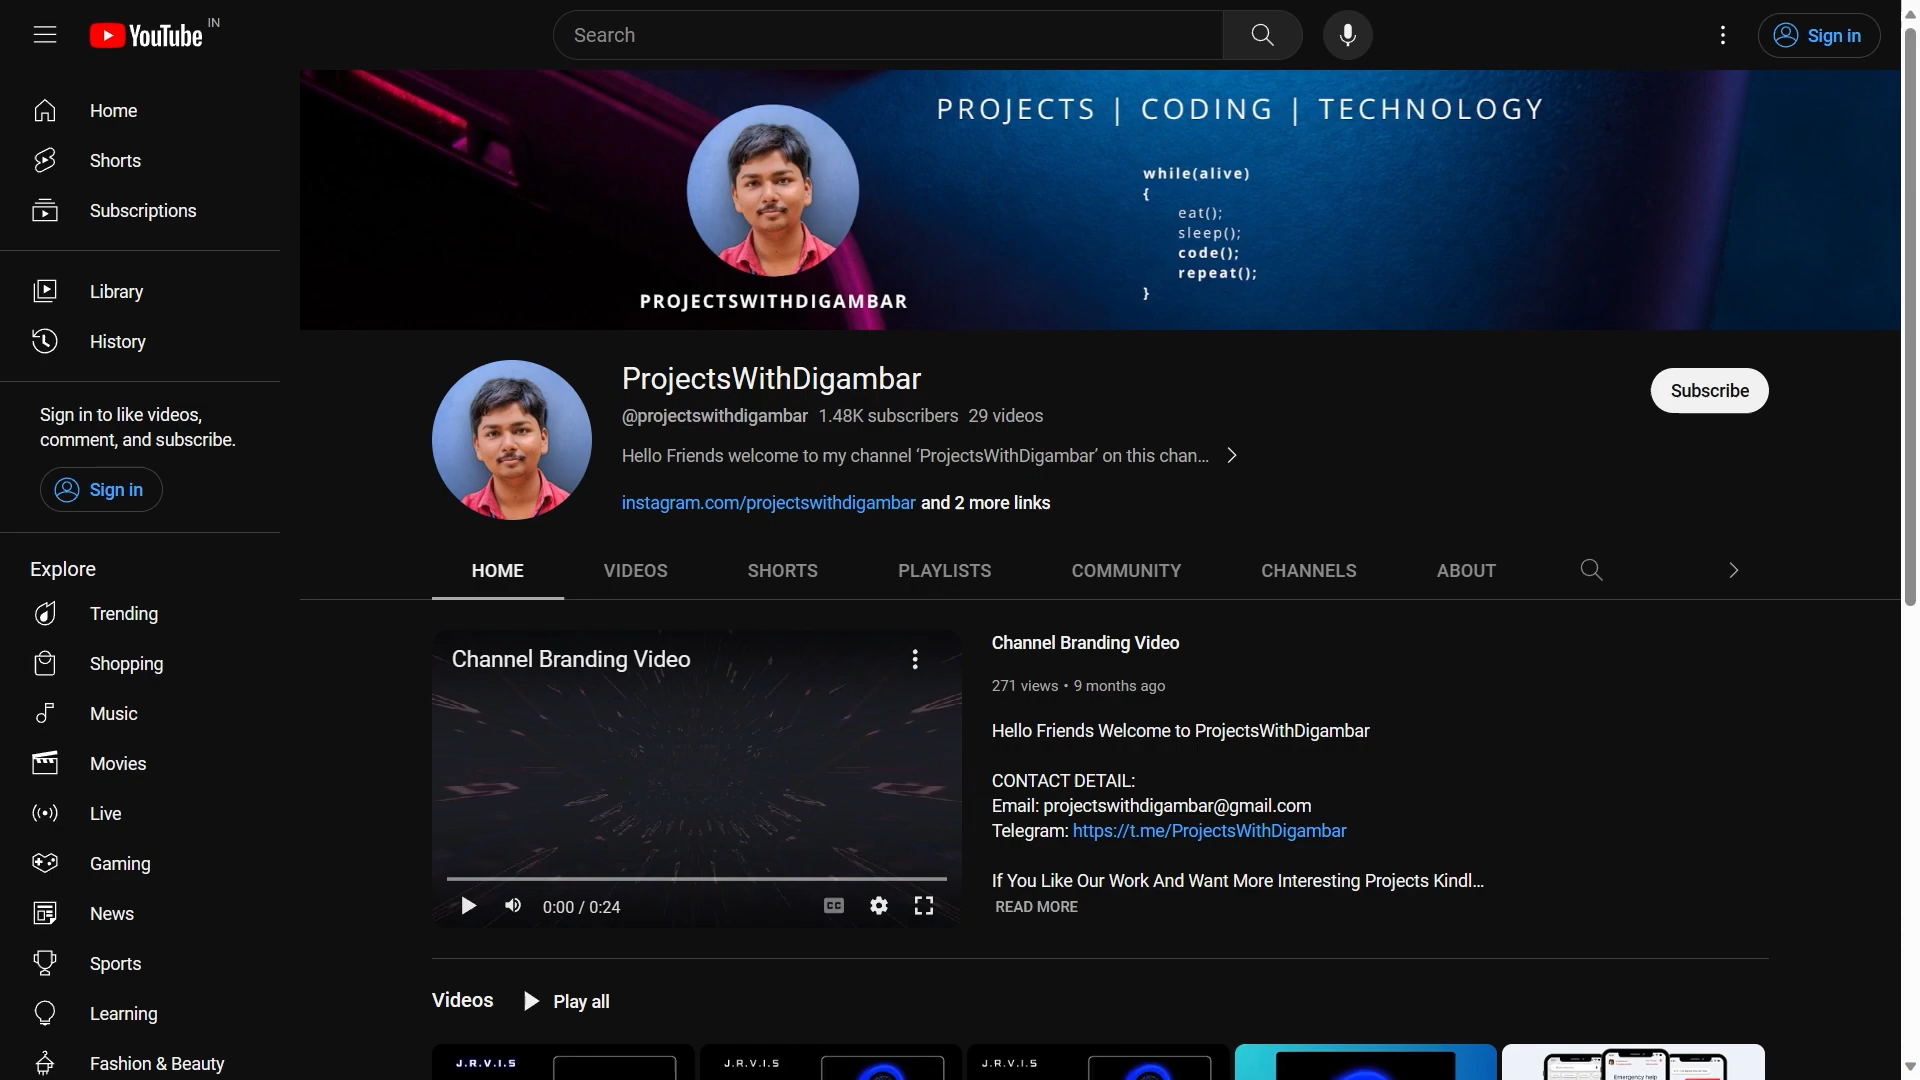 YouTube IN
Search
Sign in
Home
Shorts
Subscriptions
Library
History
Sign in to like videos,
comment, and subscribe.
Sign in
Explore
Trending
Shopping
Music
Movies
Live
Gaming
News
Sports
Learning
Fashion & Beauty
PROJECTS | CODING | TECHNOLOGY
while(alive)
{
eat();
sleep();
code();
repeat();
}
PROJECTSWITHDIGAMBAR
ProjectsWithDigambar
@projectswithdigambar 1.48K subscribers 29 videos
Hello Friends welcome to my channel ‘ProjectsWithDigambar’ on this chan...
instagram.com/projectswithdigambar and 2 more links
Subscribe
HOME VIDEOS SHORTS PLAYLISTS COMMUNITY CHANNELS ABOUT
Channel Branding Video
CC
0:00 / 0:24
Channel Branding Video
271 views • 9 months ago
Hello Friends Welcome to ProjectsWithDigambar
CONTACT DETAIL:
Email: projectswithdigambar@gmail.com
Telegram: https://t.me/ProjectsWithDigambar
If You Like Our Work And Want More Interesting Projects Kindl...
READ MORE
Videos Play all
J.R.V.I.S
J.R.V.I.S
J.R.V.I.S
Emergency help